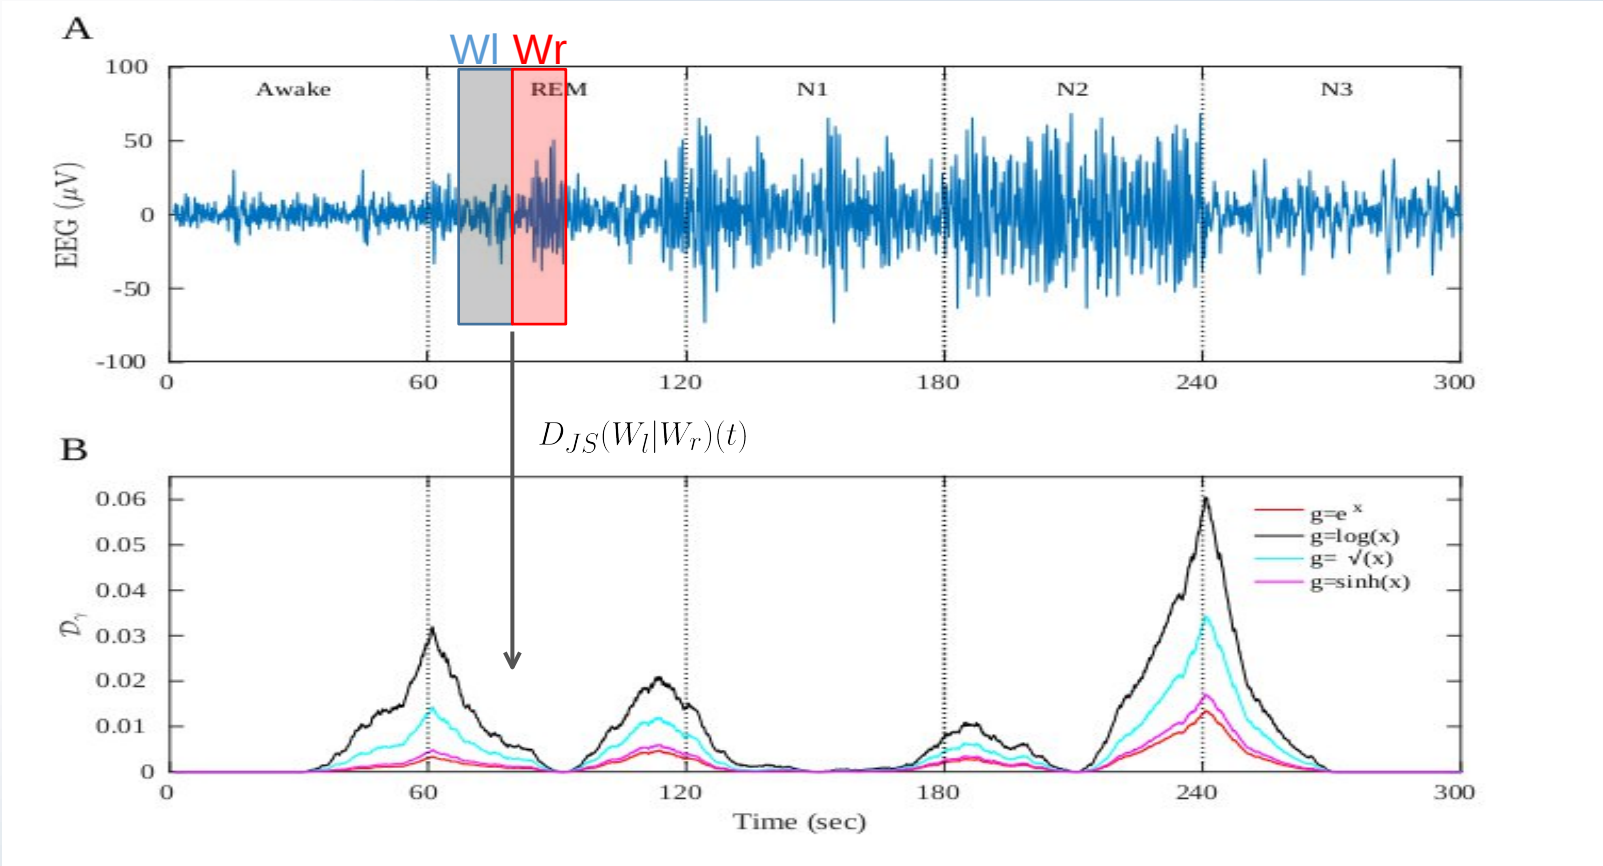 A
Wl Wr
100 Awake REM N1 N2 N3
50
0
-50
-100
EEG (μV)
0 60 120 180 240 300
D_JS(W_l|W_r)(t)
B
0.06
0.05
0.04
0.03
0.02
0.01
0
𝒟_γ
g=e^x
g=log(x)
g= √(x)
g=sinh(x)
0 60 120 180 240 300
Time (sec)